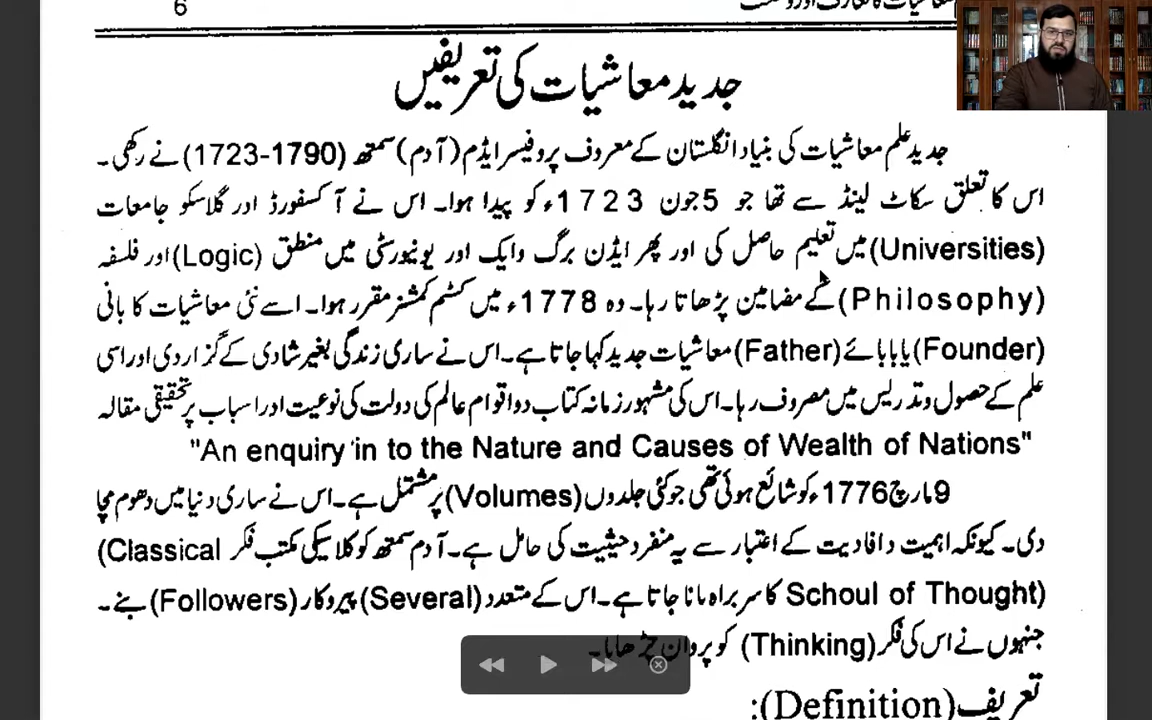 6
جدید معاشیات کی تعریفیں
جدید علم معاشیات کی بنیاد انگلستان کے معروف پروفیسر ایڈم (آدم) سمتھ (1723-1790) نے رکھی۔
اس کا تعلق سکاٹ لینڈ سے تھا جو 5 جون 1723ء کو پیدا ہوا۔ اس نے آکسفورڈ اور گلاسکو جامعات
(Universities) میں تعلیم حاصل کی اور پھر ایڈن برگ وایک اور یونیورسٹی میں منطق (Logic) اور فلسفہ
(Philosophy) کے مضامین پڑھاتا رہا۔ وہ 1778ء میں کسٹم کمشنر مقرر ہوا۔ اسے نئی معاشیات کا بانی
(Founder) یا بابائے (Father) معاشیات جدید کہا جاتا ہے۔ اس نے ساری زندگی بغیر شادی کے گزار دی اور اسی
علم کے حصول و تدریس میں مصروف رہا۔ اس کی مشہور زمانہ کتاب دو اقوام عالم کی دولت کی نوعیت اور اسباب پر تحقیقی مقالہ
"An enquiry in to the Nature and Causes of Wealth of Nations"
9 مارچ 1776ء کو شائع ہوئی تھی جو کئی جلدوں (Volumes) پر مشتمل ہے۔ اس نے ساری دنیا میں دھوم مچا
دی۔ کیونکہ اہمیت و افادیت کے اعتبار سے یہ منفرد حیثیت کی حامل ہے۔ آدم سمتھ کو کلاسیکی مکتب فکر (Classical
Schoul of Thought) کا سربراہ مانا جاتا ہے۔ اس کے متعدد (Several) پیروکار (Followers) بنے۔
جنہوں نے اس کی فکر (Thinking) کو پروان چڑھایا۔
تعریف (Definition):